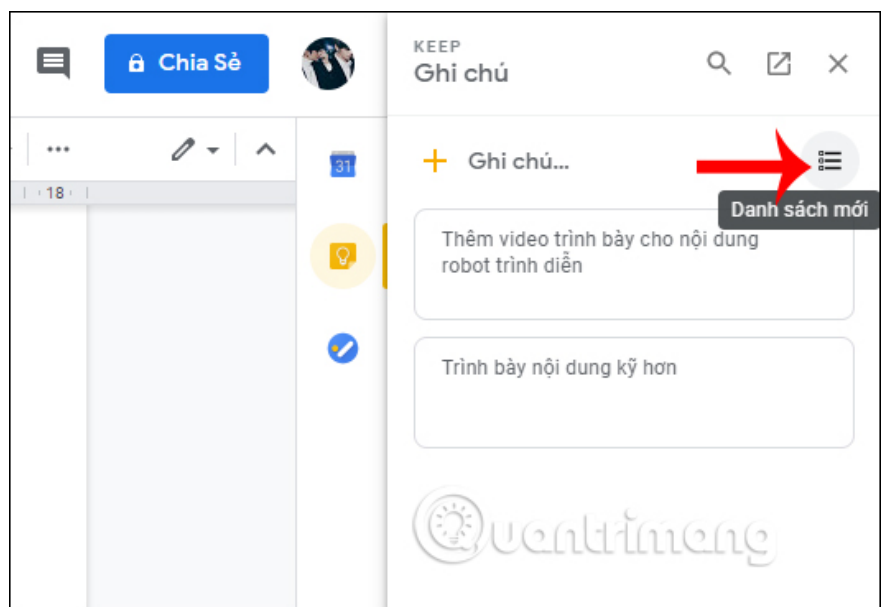 KEEP
Ghi chú
Chia Sẻ
31
Ghi chú...
18
Danh sách mới
Thêm video trình bày cho nội dung
robot trình diễn
Trình bày nội dung kỹ hơn
Quantrimang